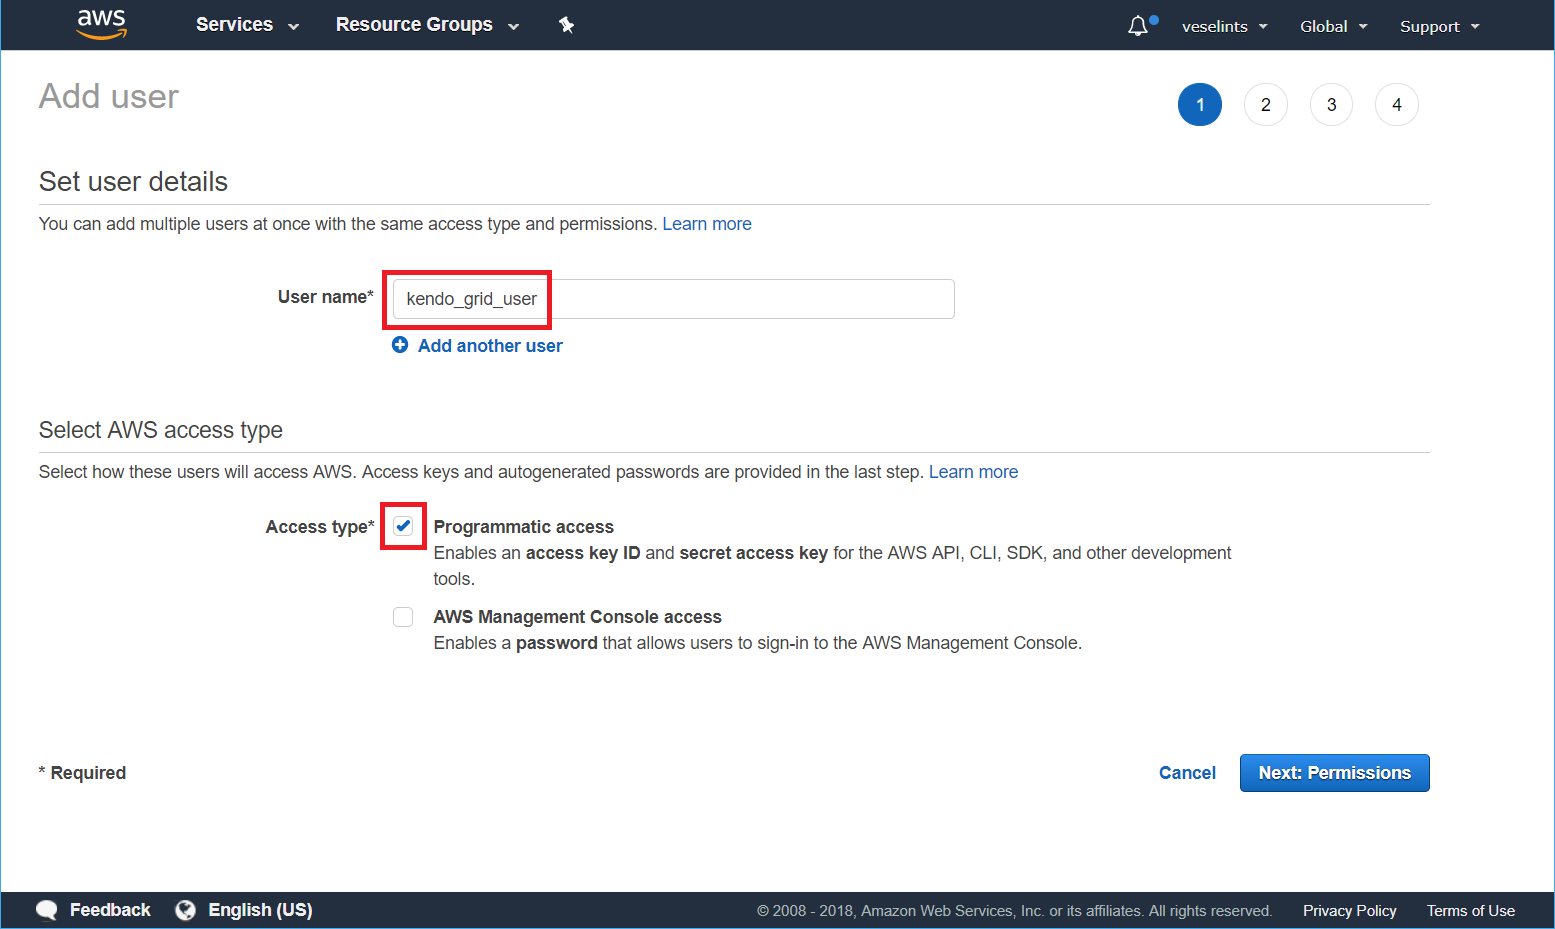 aws Services Resource Groups veselints Global Support
Add user
1 2 3 4
Set user details
You can add multiple users at once with the same access type and permissions. Learn more
User name* kendo_grid_user
Add another user
Select AWS access type
Select how these users will access AWS. Access keys and autogenerated passwords are provided in the last step. Learn more
Access type* Programmatic access
Enables an access key ID and secret access key for the AWS API, CLI, SDK, and other development
tools.
AWS Management Console access
Enables a password that allows users to sign-in to the AWS Management Console.
* Required Cancel Next: Permissions
Feedback English (US) © 2008 - 2018, Amazon Web Services, Inc. or its affiliates. All rights reserved. Privacy Policy Terms of Use